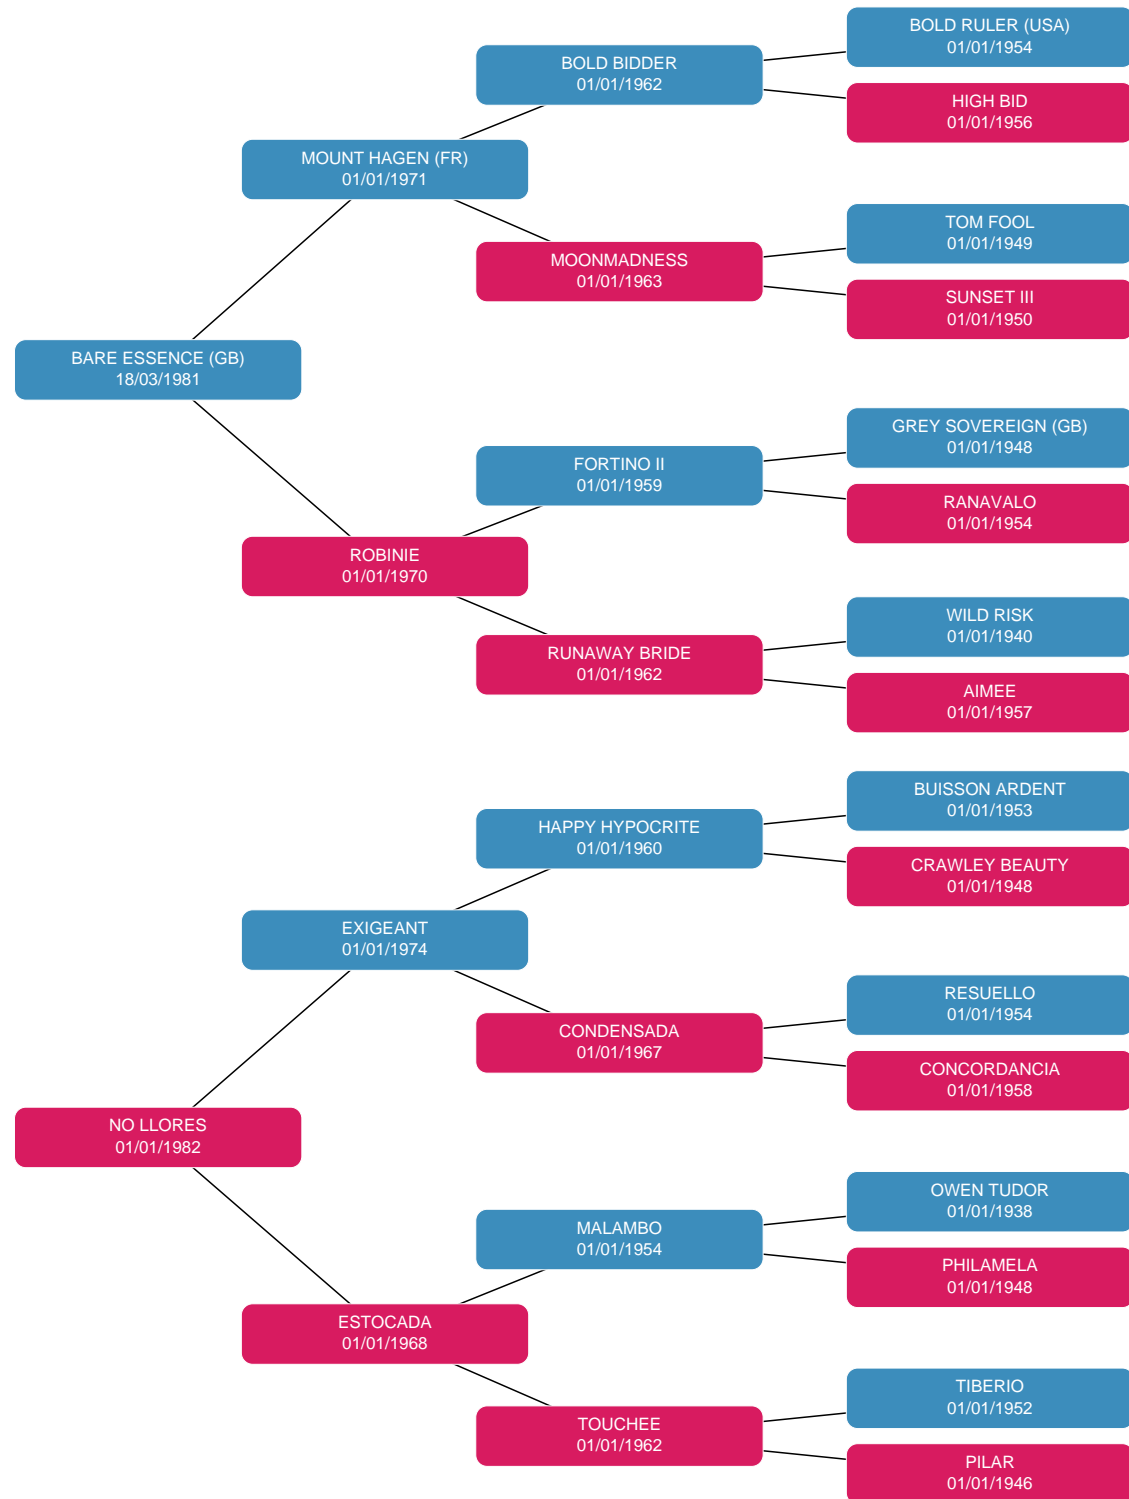 BOLD RULER (USA)
01/01/1954
BOLD BIDDER
01/01/1962
HIGH BID
01/01/1956
MOUNT HAGEN (FR)
01/01/1971
TOM FOOL
01/01/1949
MOONMADNESS
01/01/1963
SUNSET III
01/01/1950
BARE ESSENCE (GB)
18/03/1981
GREY SOVEREIGN (GB)
01/01/1948
FORTINO II
01/01/1959
RANAVALO
01/01/1954
ROBINIE
01/01/1970
WILD RISK
01/01/1940
RUNAWAY BRIDE
01/01/1962
AIMEE
01/01/1957
BUISSON ARDENT
01/01/1953
HAPPY HYPOCRITE
01/01/1960
CRAWLEY BEAUTY
01/01/1948
EXIGEANT
01/01/1974
RESUELLO
01/01/1954
CONDENSADA
01/01/1967
CONCORDANCIA
01/01/1958
NO LLORES
01/01/1982
OWEN TUDOR
01/01/1938
MALAMBO
01/01/1954
PHILAMELA
01/01/1948
ESTOCADA
01/01/1968
TIBERIO
01/01/1952
TOUCHEE
01/01/1962
PILAR
01/01/1946